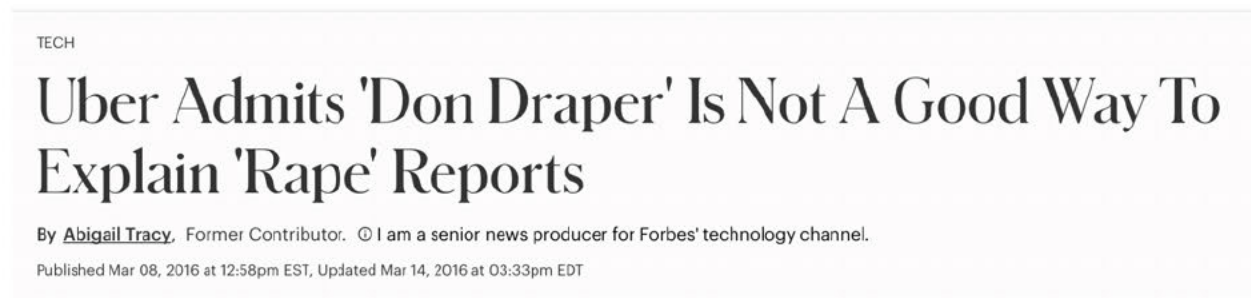 TECH
Uber Admits 'Don Draper' Is Not A Good Way To
Explain 'Rape' Reports
By Abigail Tracy, Former Contributor. ⓘ I am a senior news producer for Forbes' technology channel.
Published Mar 08, 2016 at 12:58pm EST, Updated Mar 14, 2016 at 03:33pm EDT